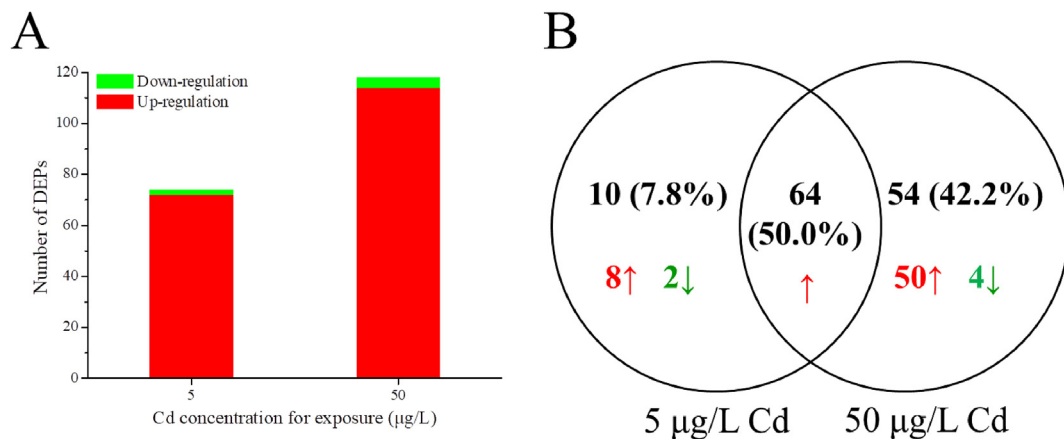 A
Down-regulation
Up-regulation
120
100
80
60
40
20
0
Number of DEPs
5
50
Cd concentration for exposure (μg/L)
B
10 (7.8%)
64
(50.0%)
54 (42.2%)
8↑ 2↓
↑
50↑ 4↓
5 μg/L Cd
50 μg/L Cd